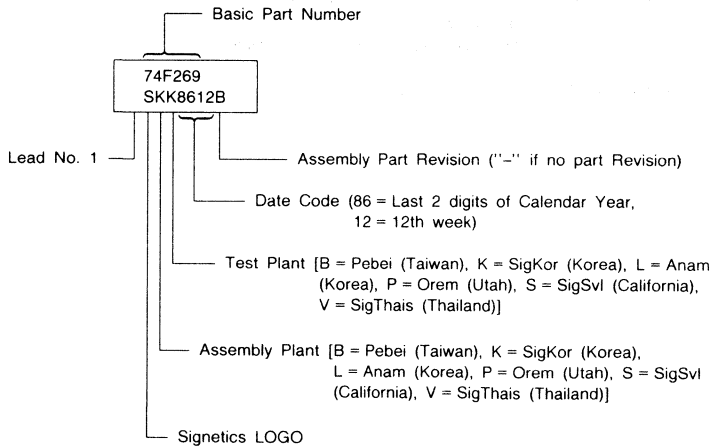 Basic Part Number
74F269
SKK8612B
Lead No. 1
Assembly Part Revision ("-" if no part Revision)
Date Code (86 = Last 2 digits of Calendar Year,
12 = 12th week)
Test Plant [B = Pebei (Taiwan), K = SigKor (Korea), L = Anam
(Korea), P = Orem (Utah), S = SigSvl (California),
V = SigThais (Thailand)]
Assembly Plant [B = Pebei (Taiwan), K = SigKor (Korea),
L = Anam (Korea), P = Orem (Utah), S = SigSvl
(California), V = SigThais (Thailand)]
Signetics LOGO